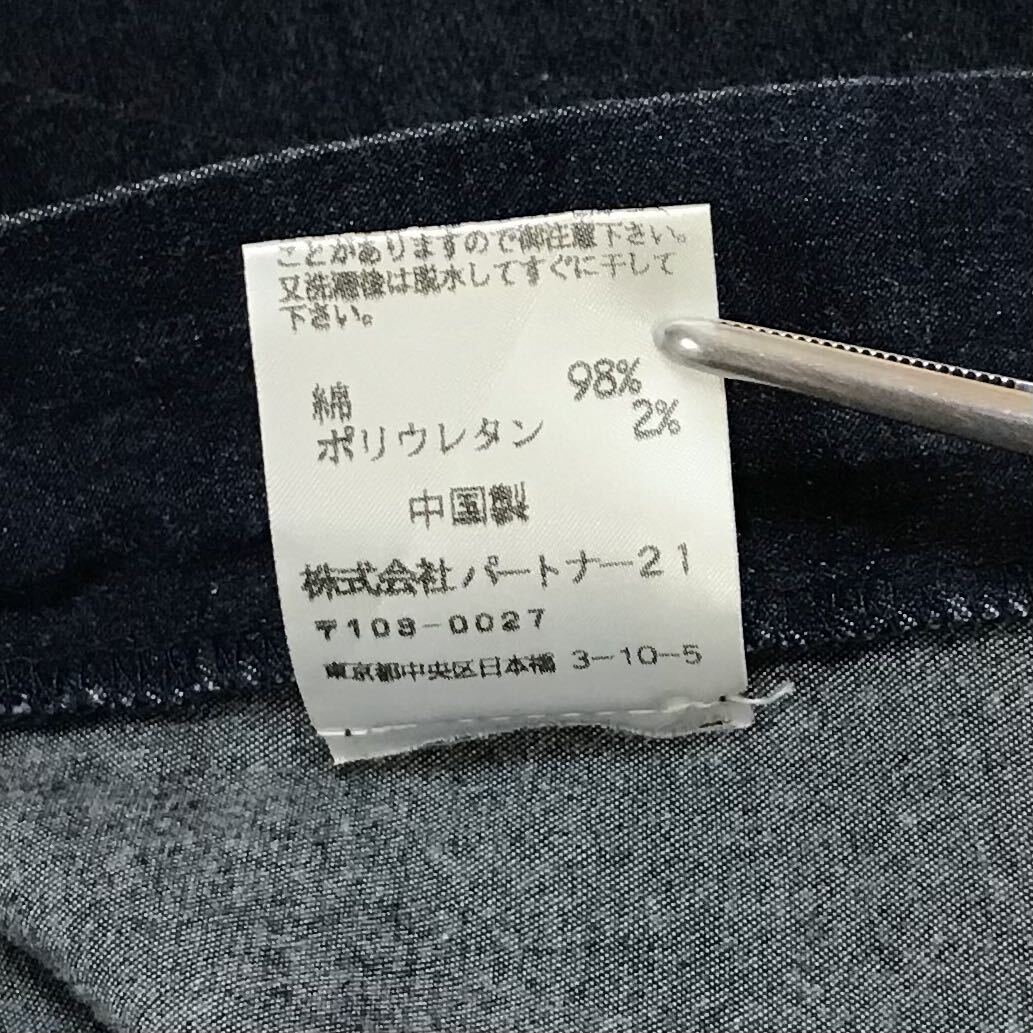 ことがありますので御注意下さい。
又洗濯後は脱水してすぐに干して
下さい。
綿 98%
ポリウレタン 2%
中国製
株式会社パートナー21
〒103-0027
東京都中央区日本橋 3-10-5